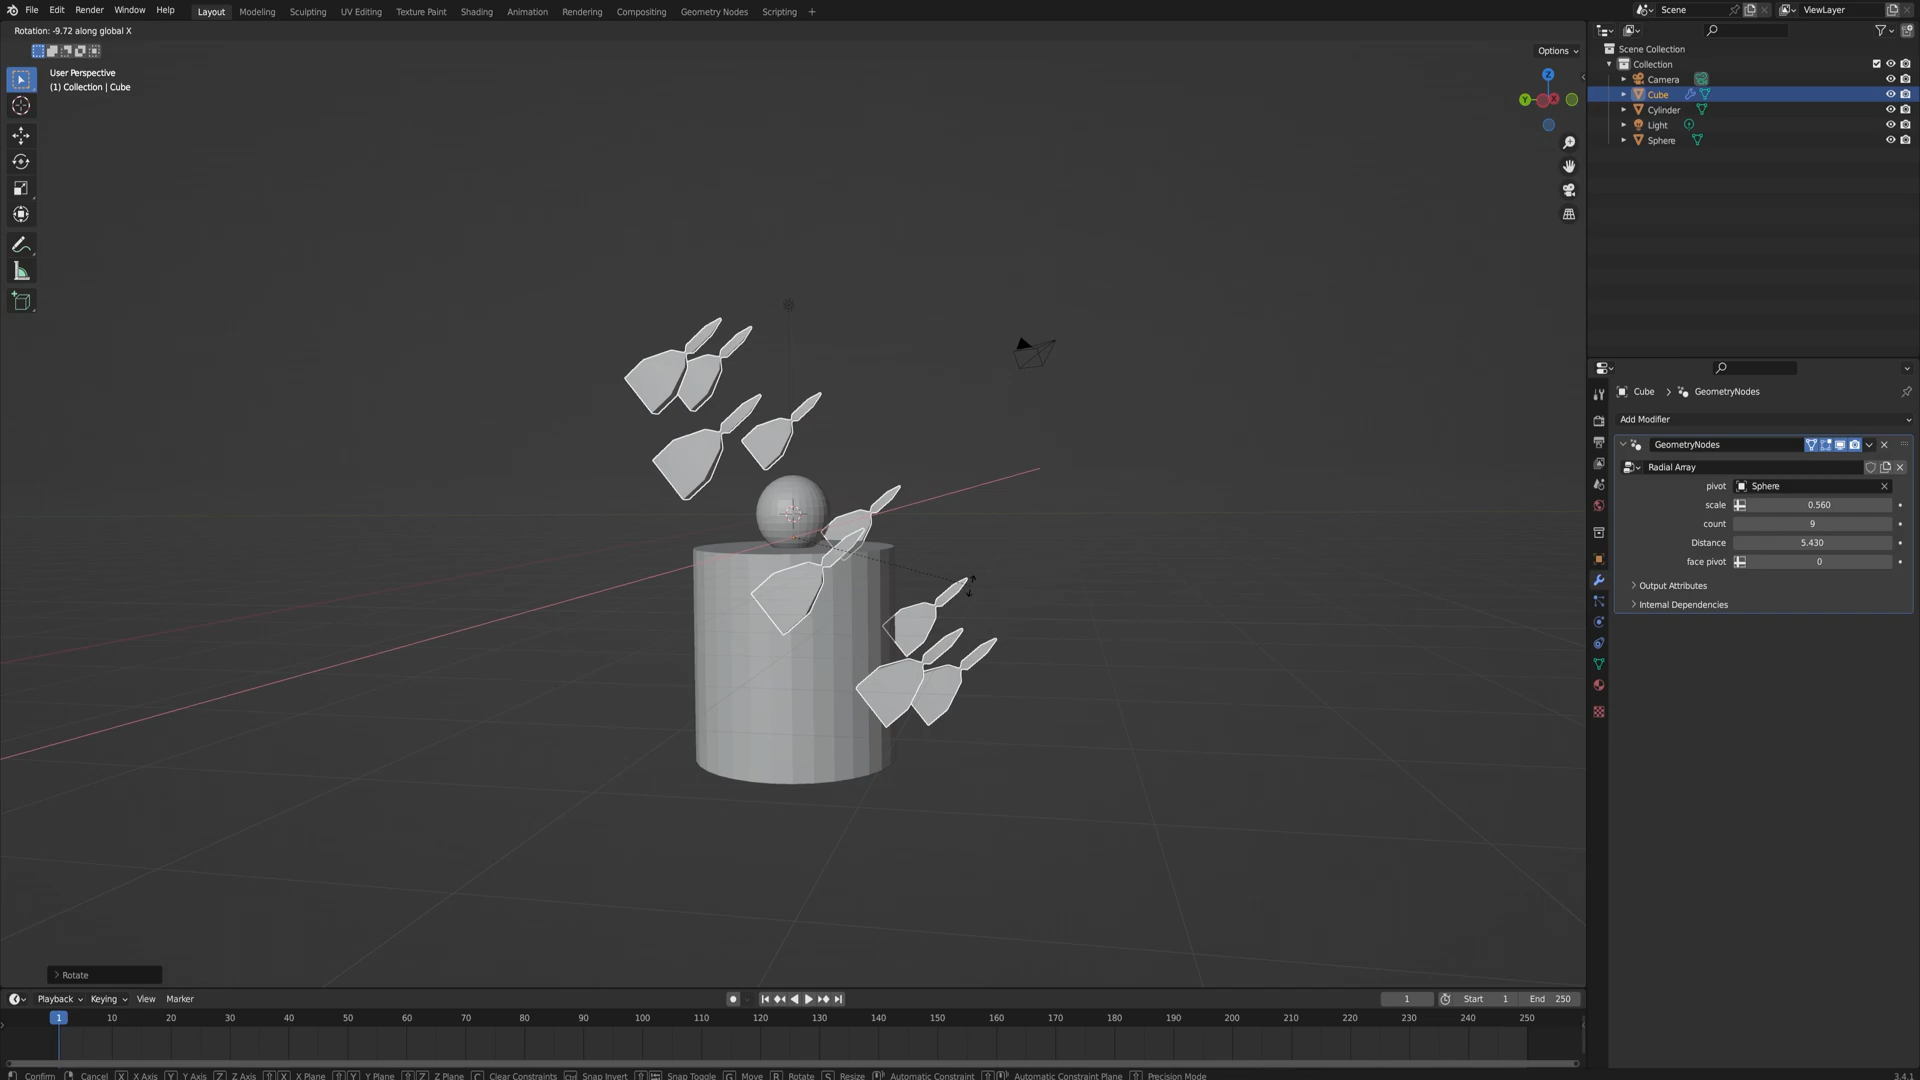 File Edit Render Window Help Layout Modeling Sculpting UV Editing Texture Paint Shading Animation Rendering Compositing Geometry Nodes Scripting + Scene ViewLayer
Rotation: -9.72 along global X
Options
User Perspective
(1) Collection | Cube
Z
Y
X
Scene Collection
Collection
Camera
Cube
Cylinder
Light
Sphere
Cube > GeometryNodes
Add Modifier
GeometryNodes
Radial Array
pivot Sphere
scale 0.560
count 9
Distance 5.430
face pivot 0
Output Attributes
Internal Dependencies
Rotate
Playback Keying View Marker 1 Start 1 End 250
1 10 20 30 40 50 60 70 80 90 100 110 120 130 140 150 160 170 180 190 200 210 220 230 240 250
Confirm Cancel X X Axis Y Y Axis Z Z Axis X X Plane Y Y Plane Z Z Plane C Clear Constraints Ctrl Snap Invert Snap Toggle G Move R Rotate S Resize Automatic Constraint Automatic Constraint Plane Precision Mode 3.4.1